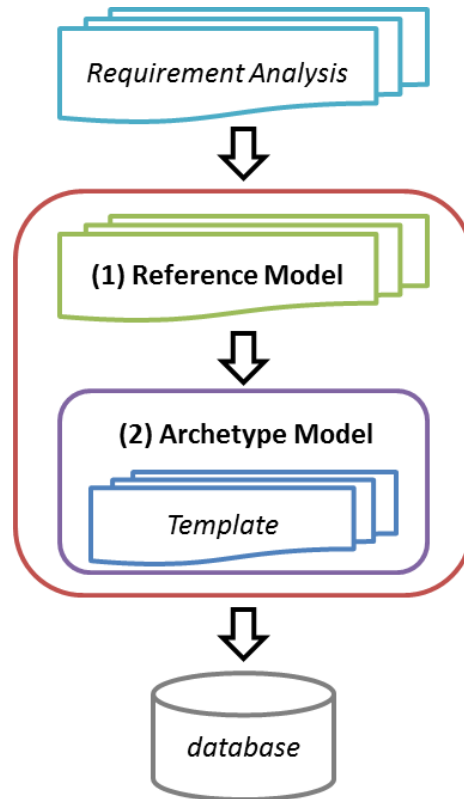 Requirement Analysis
(1) Reference Model
(2) Archetype Model
Template
database